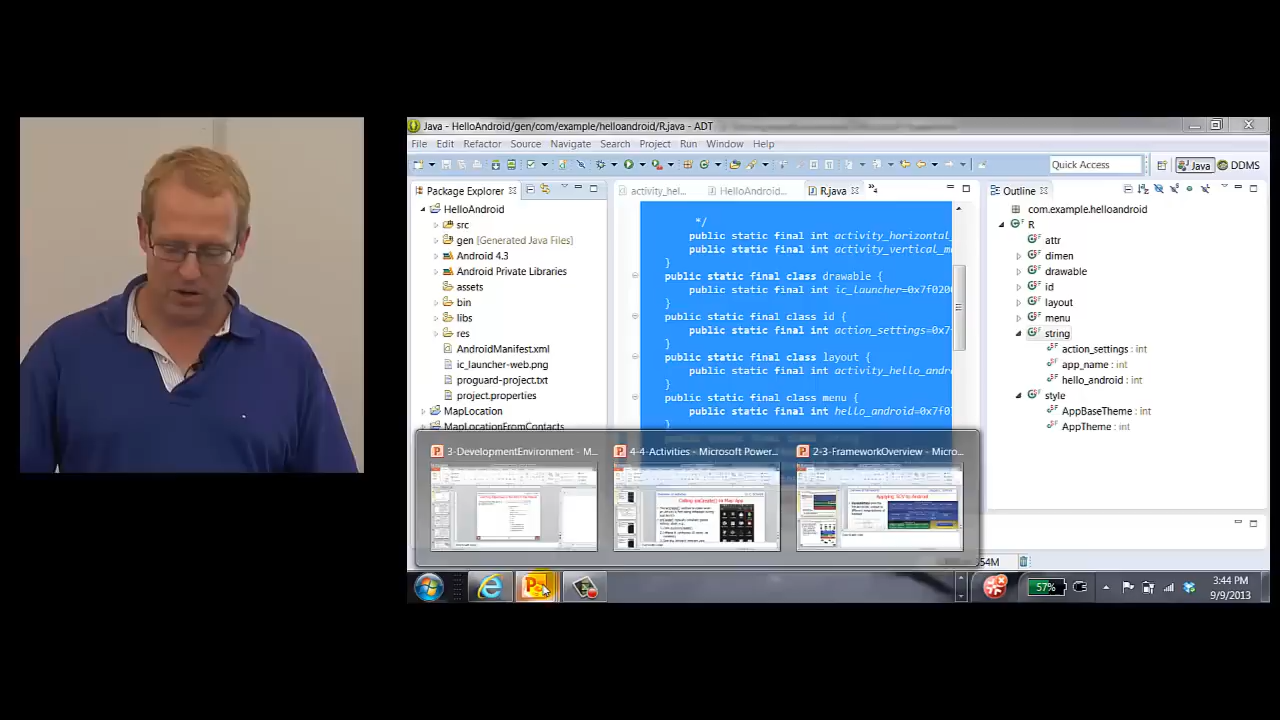 Java - HelloAndroid/gen/com/example/helloandroid/R.java - ADT
File Edit Refactor Source Navigate Search Project Run Window Help
Quick Access
Java
DDMS
Package Explorer
HelloAndroid
src
gen [Generated Java Files]
Android 4.3
Android Private Libraries
assets
bin
libs
res
AndroidManifest.xml
ic_launcher-web.png
proguard-project.txt
project.properties
MapLocation
MapLocationFromContacts
activity_hel...
HelloAndroid...
R.java
*/
public static final int activity_horizontal_
public static final int activity_vertical_m
}
public static final class drawable {
public static final int ic_launcher=0x7f020
}
public static final class id {
public static final int action_settings=0x7
}
public static final class layout {
public static final int activity_hello_andr
}
public static final class menu {
public static final int hello_android=0x7f0
}
Outline
com.example.helloandroid
R
attr
dimen
drawable
id
layout
menu
string
action_settings : int
app_name : int
hello_android : int
style
AppBaseTheme : int
AppTheme : int
3-DevelopmentEnvironment - M...
4-4-Activities - Microsoft Power...
2-3-FrameworkOverview - Micro...
54M
57%
3:44 PM
9/9/2013